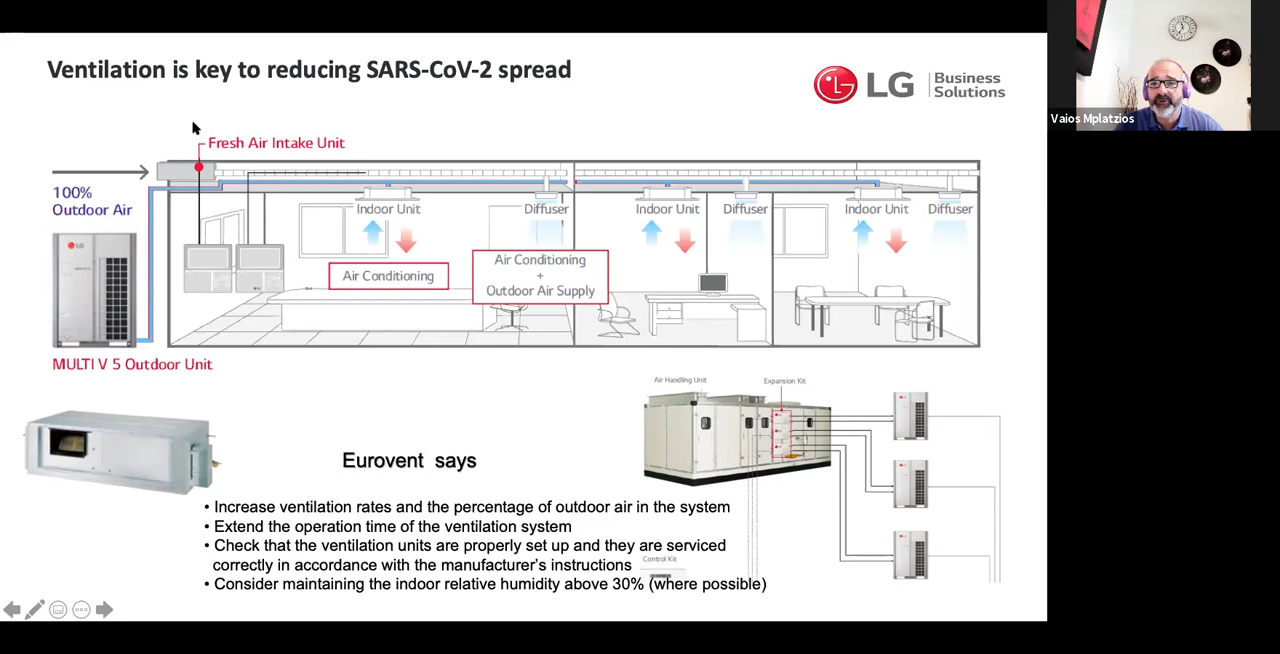 Ventilation is key to reducing SARS-CoV-2 spread
LG Business Solutions
Vaios Mplatzios
Fresh Air Intake Unit
100%
Outdoor Air
Indoor Unit
Diffuser
Indoor Unit
Diffuser
Indoor Unit
Diffuser
LG
Air Conditioning
Air Conditioning
+
Outdoor Air Supply
MULTI V 5 Outdoor Unit
Air Handling Unit
Expansion Kit
Eurovent says
• Increase ventilation rates and the percentage of outdoor air in the system
• Extend the operation time of the ventilation system
• Check that the ventilation units are properly set up and they are serviced
correctly in accordance with the manufacturer's instructions
Control Kit
• Consider maintaining the indoor relative humidity above 30% (where possible)